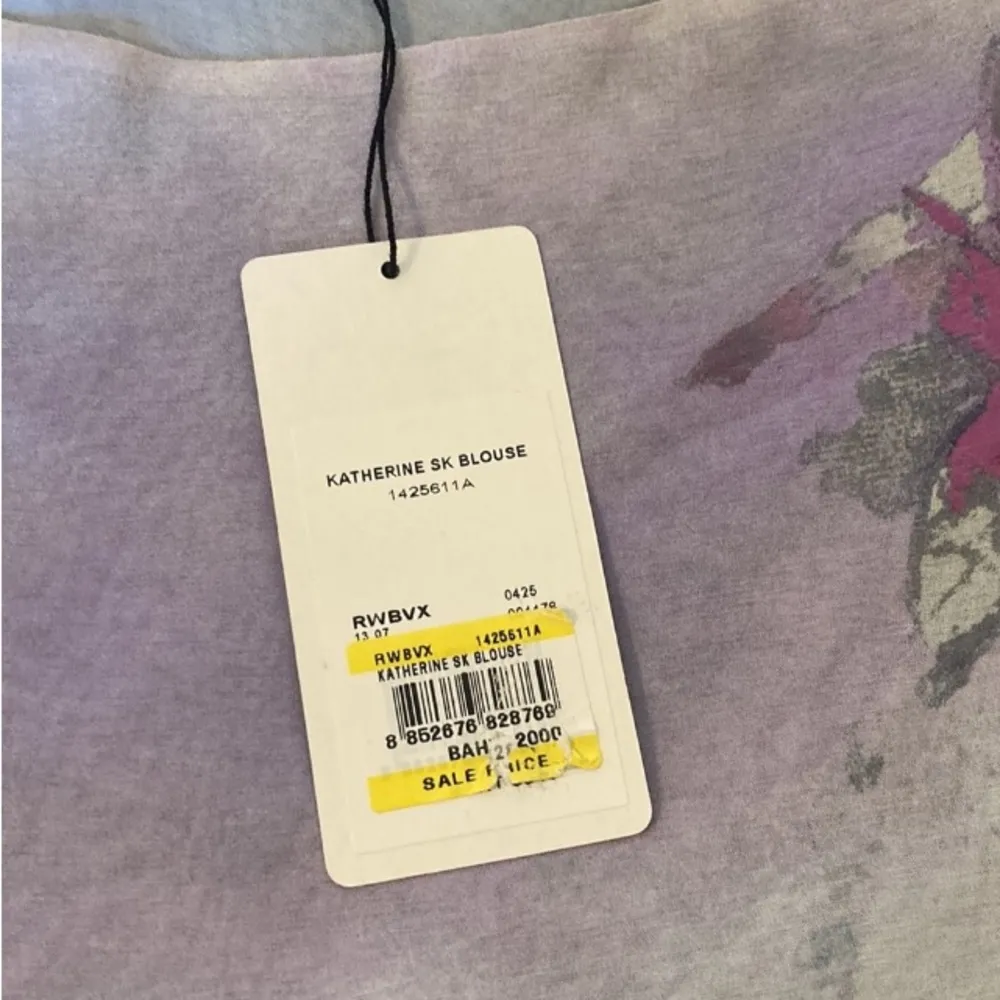 KATHERINE SK BLOUSE
1425611A
RWBVX 0425
13 07
RWBVX 1425611A
KATHERINE SK BLOUSE
8 852676 828769
2000
SALE PRICE